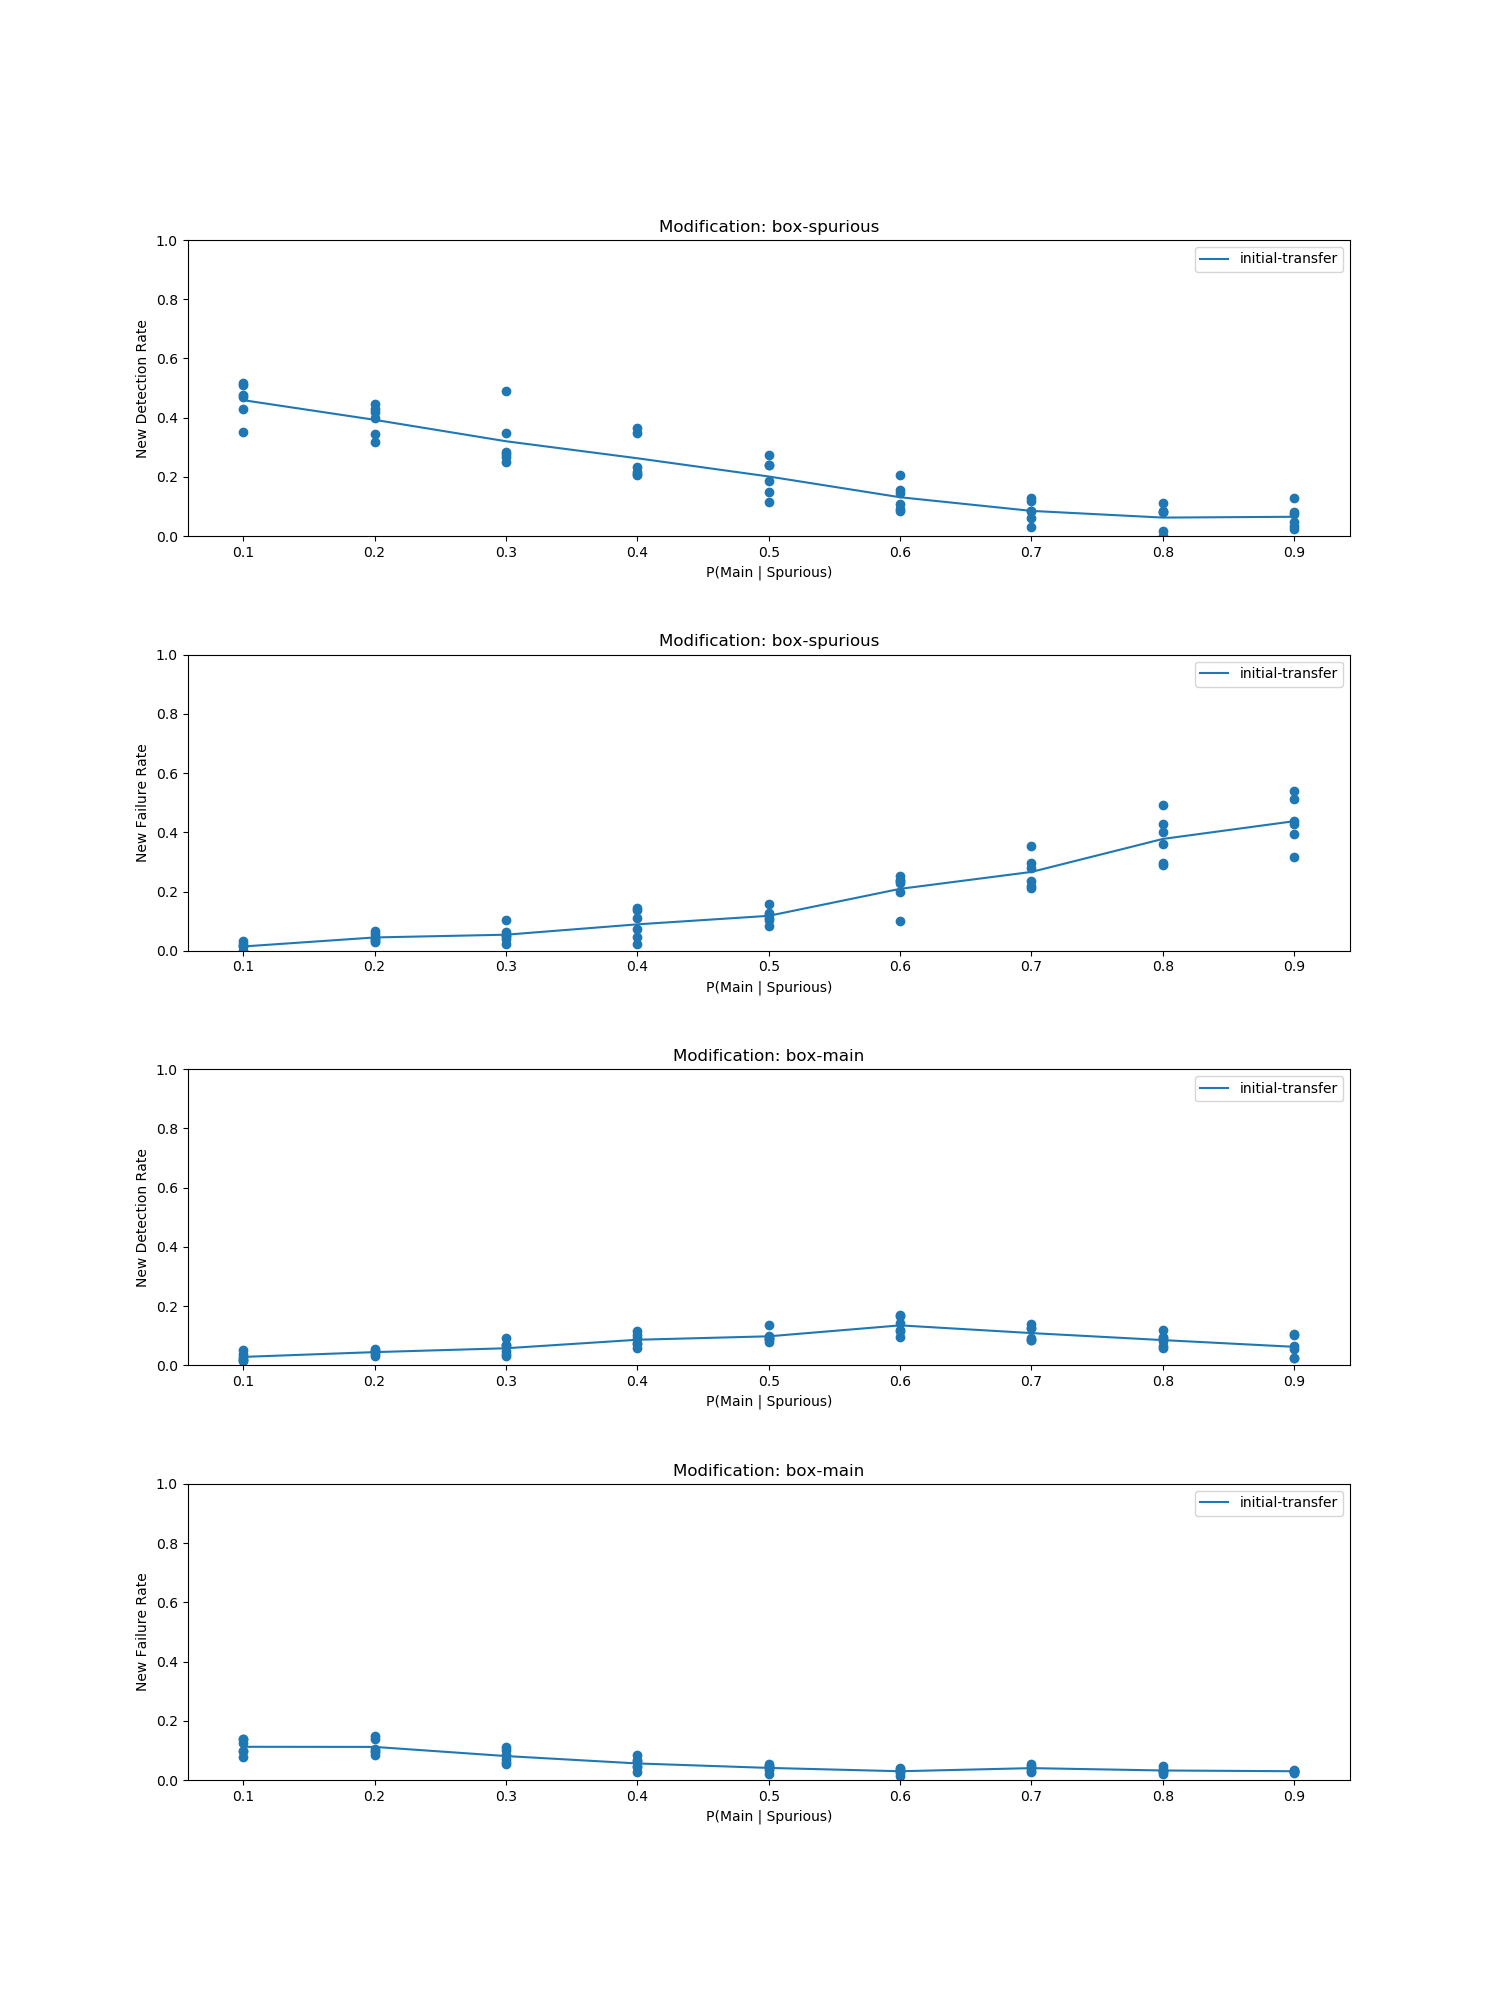 Modification: box-spurious
1.0
0.8
0.6
0.4
0.2
0.0
New Detection Rate
initial-transfer
0.1 0.2 0.3 0.4 0.5 0.6 0.7 0.8 0.9
P(Main | Spurious)
Modification: box-spurious
1.0
0.8
0.6
0.4
0.2
0.0
New Failure Rate
initial-transfer
0.1 0.2 0.3 0.4 0.5 0.6 0.7 0.8 0.9
P(Main | Spurious)
Modification: box-main
1.0
0.8
0.6
0.4
0.2
0.0
New Detection Rate
initial-transfer
0.1 0.2 0.3 0.4 0.5 0.6 0.7 0.8 0.9
P(Main | Spurious)
Modification: box-main
1.0
0.8
0.6
0.4
0.2
0.0
New Failure Rate
initial-transfer
0.1 0.2 0.3 0.4 0.5 0.6 0.7 0.8 0.9
P(Main | Spurious)